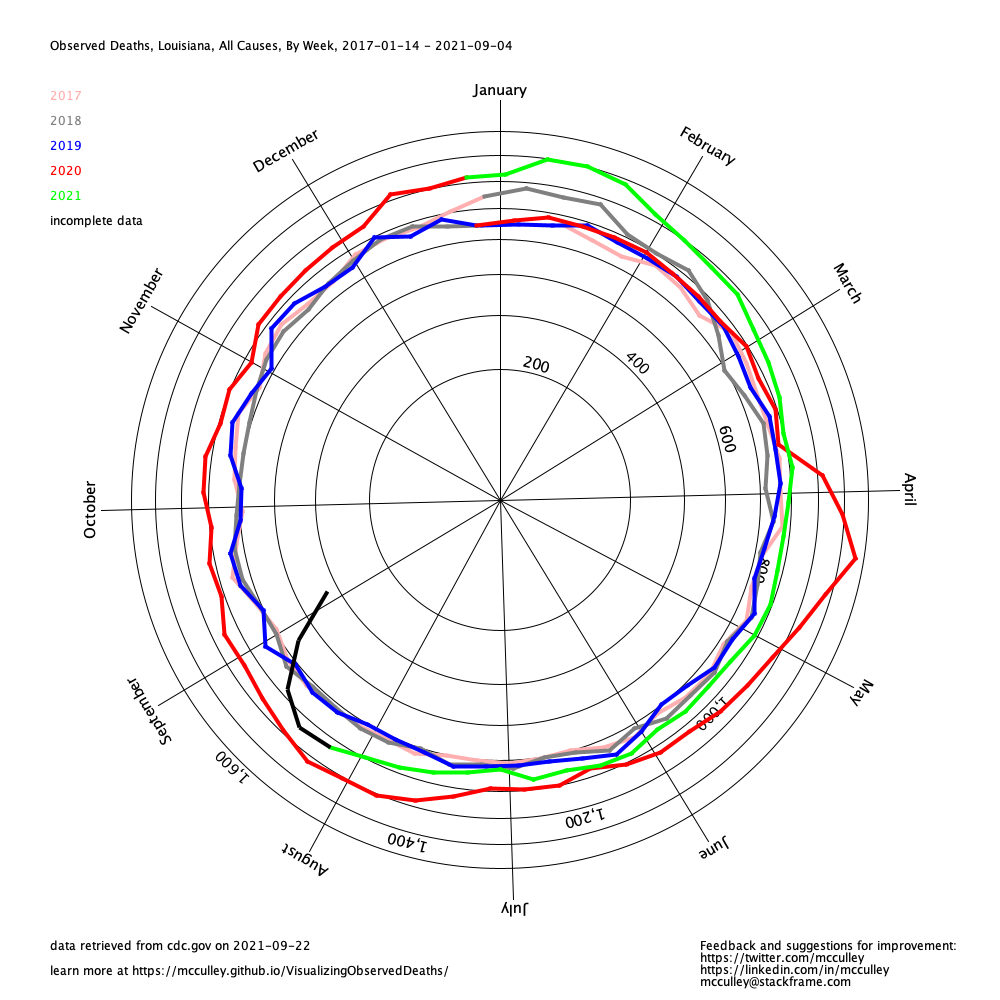 Observed Deaths, Louisiana, All Causes, By Week, 2017-01-14 - 2021-09-04
2017
2018
2019
2020
2021
incomplete data
January
February
March
April
May
June
July
August
September
October
November
December
200
400
600
800
1,000
1,200
1,400
1,600
data retrieved from cdc.gov on 2021-09-22
learn more at https://mcculley.github.io/VisualizingObservedDeaths/
Feedback and suggestions for improvement:
https://twitter.com/mcculley
https://linkedin.com/in/mcculley
mcculley@stackframe.com